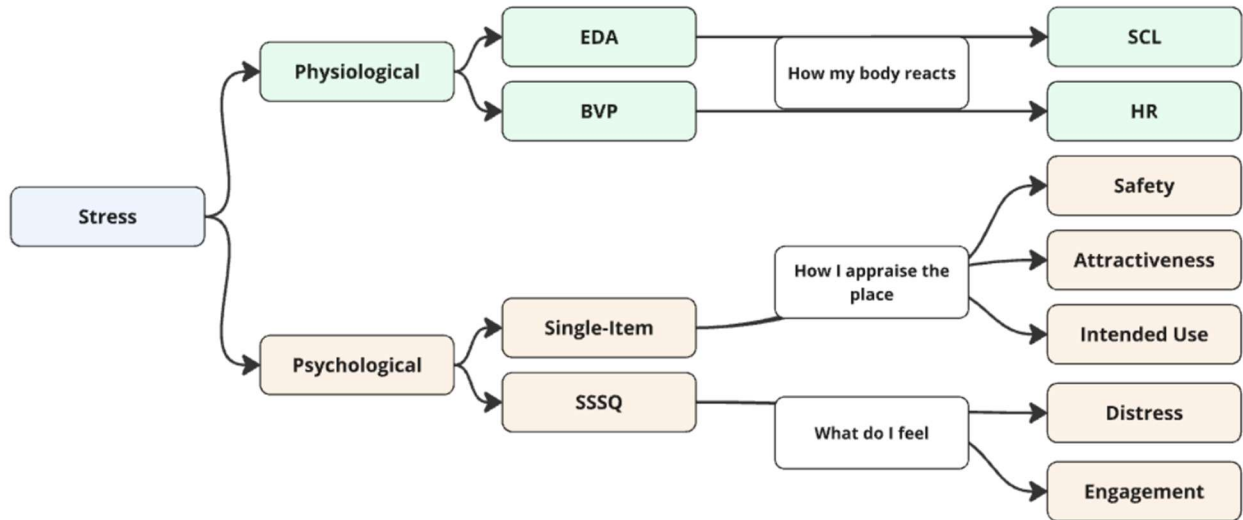 EDA
SCL
Physiological
How my body reacts
BVP
HR
Safety
Stress
How I appraise the
place
Attractiveness
Single-Item
Intended Use
Psychological
SSSQ
Distress
What do I feel
Engagement